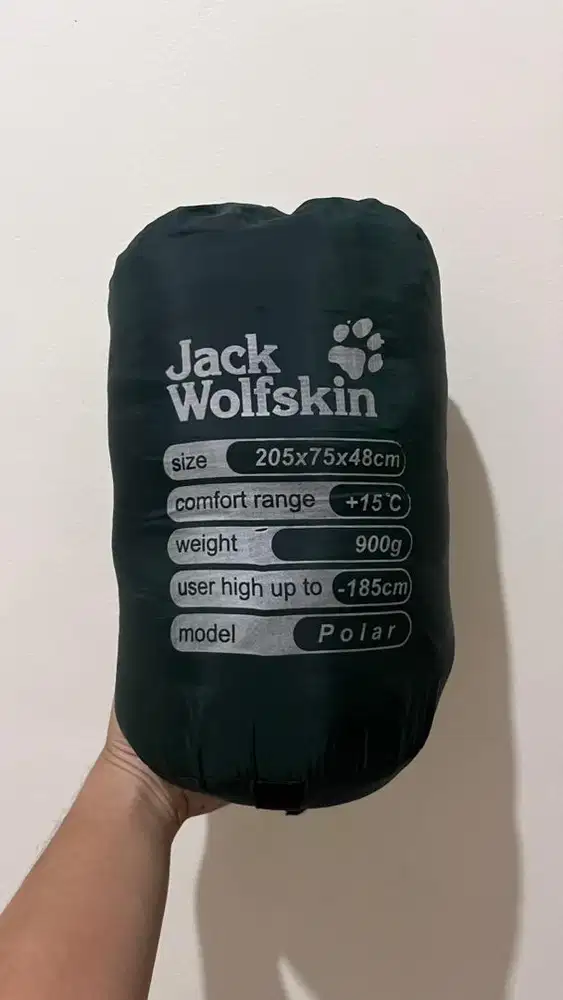 Jack
Wolfskin
size 205x75x48cm
comfort range +15°C
weight 900g
user high up to -185cm
model Polar